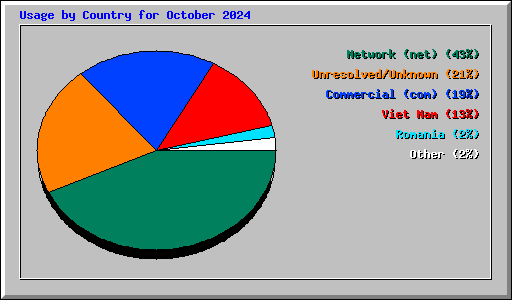 Usage by Country for October 2024
Network (net) (43%)
Unresolved/Unknown (21%)
Commercial (com) (19%)
Viet Nam (13%)
Romania (2%)
Other (2%)